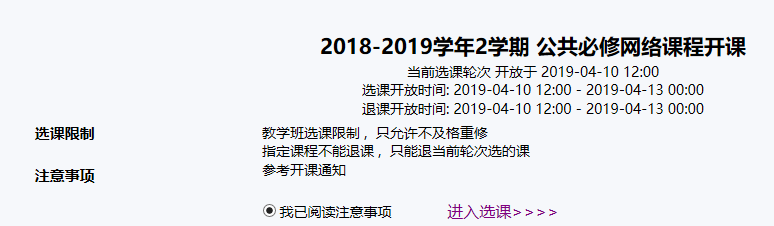 2018-2019学年2学期 公共必修网络课程开课
当前选课轮次 开放于 2019-04-10 12:00
选课开放时间: 2019-04-10 12:00 - 2019-04-13 00:00
退课开放时间: 2019-04-10 12:00 - 2019-04-13 00:00
选课限制 教学班选课限制，只允许不及格重修
指定课程不能退课，只能退当前轮次选的课
注意事项 参考开课通知
我已阅读注意事项 进入选课>>>>